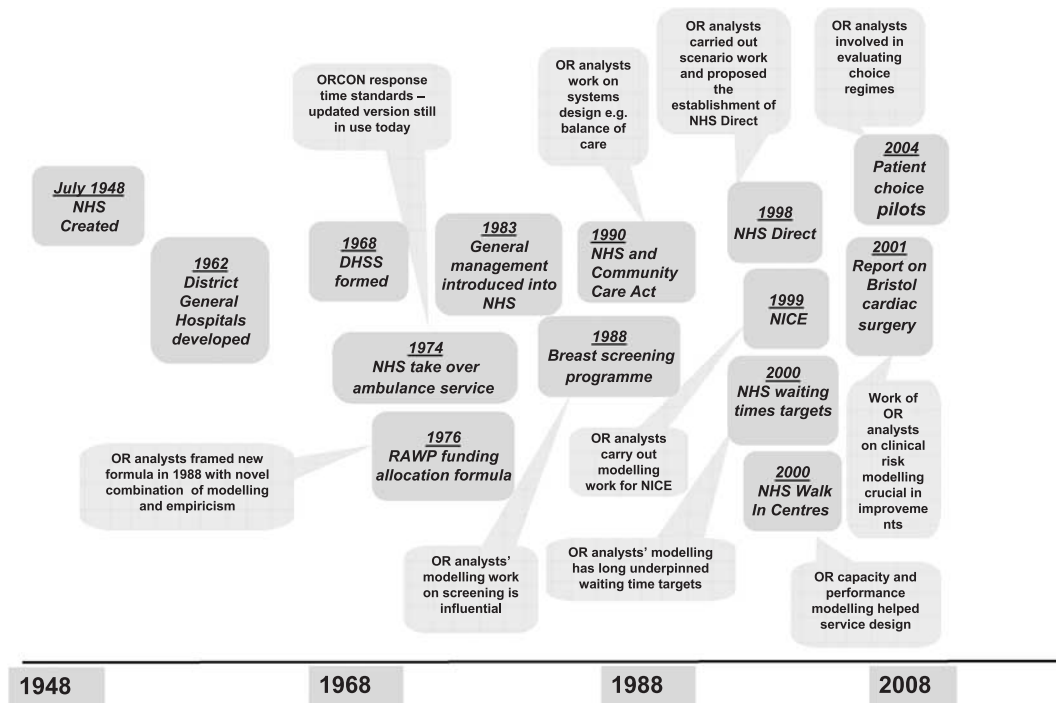 OR analysts
carried out
scenario work
and proposed
the
establishment of
NHS Direct
OR analysts
involved in
evaluating
choice
regimes
OR analysts
work on
systems
design e.g.
balance of
care
ORCON response
time standards –
updated version still
in use today
July 1948
NHS
Created
1962
District
General
Hospitals
developed
1968
DHSS
formed
1983
General
management
introduced into
NHS
1990
NHS and
Community
Care Act
1998
NHS Direct
2004
Patient
choice
pilots
2001
Report on
Bristol
cardiac
surgery
1999
NICE
1974
NHS take over
ambulance service
1988
Breast screening
programme
2000
NHS waiting
times targets
1976
RAWP funding
allocation formula
2000
NHS Walk
In Centres
OR analysts framed new
formula in 1988 with novel
combination of modelling
and empiricism
OR analysts
carry out
modelling
work for NICE
Work of
OR
analysts
on clinical
risk
modelling
crucial in
improveme
nts
OR analysts'
modelling work
on screening is
influential
OR analysts' modelling
has long underpinned
waiting time targets
OR capacity and
performance
modelling helped
service design
1948
1968
1988
2008